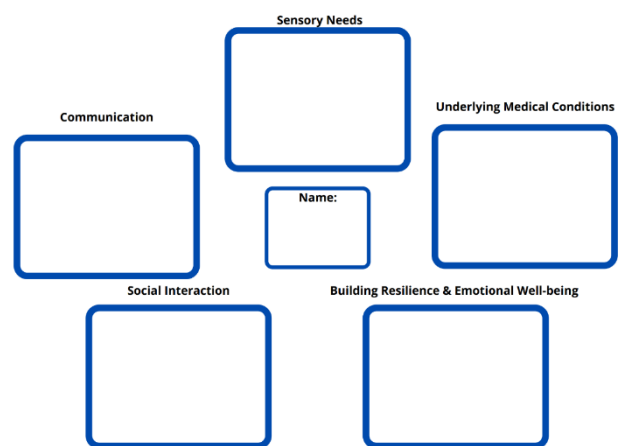 Sensory Needs
Communication
Underlying Medical Conditions
Name:
Social Interaction
Building Resilience & Emotional Well-being